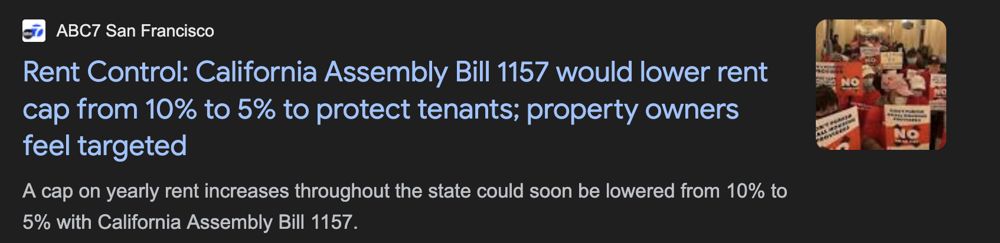 ABC7 San Francisco
Rent Control: California Assembly Bill 1157 would lower rent
cap from 10% to 5% to protect tenants; property owners
feel targeted
A cap on yearly rent increases throughout the state could soon be lowered from 10% to
5% with California Assembly Bill 1157.
NO
NO
NO